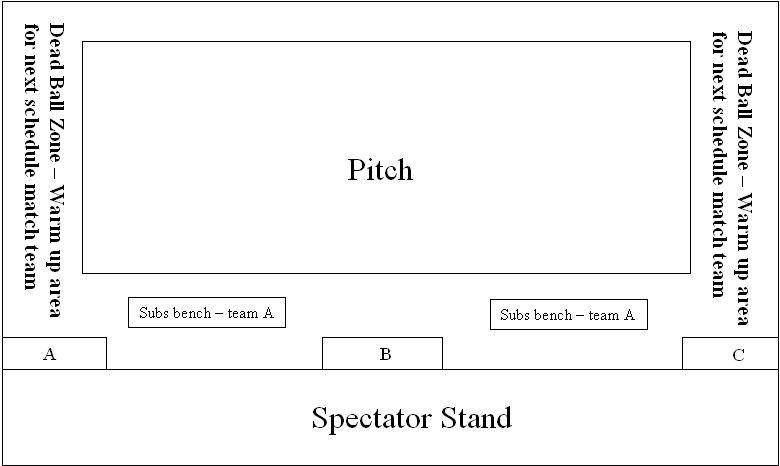 Dead Ball Zone – Warm up area
for next schedule match team
Pitch
Dead Ball Zone – Warm up area
for next schedule match team
Subs bench – team A
Subs bench – team A
A
B
C
Spectator Stand